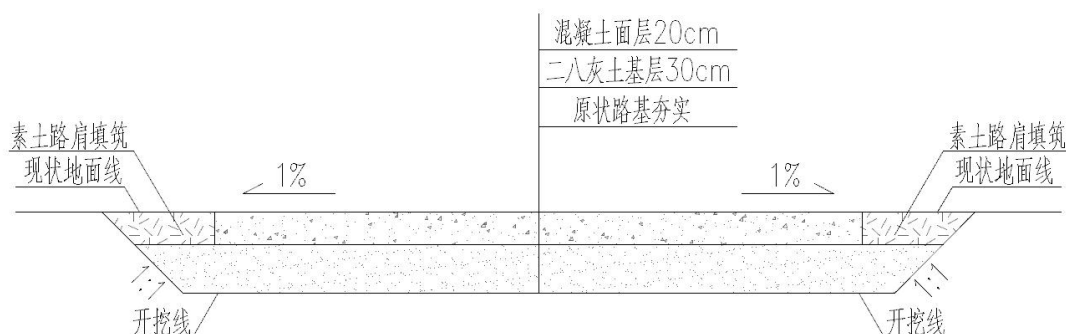 混凝土面层20cm
二八灰土基层30cm
原状路基夯实
素土路肩填筑
现状地面线
素土路肩填筑
现状地面线
1%
1%
1:1
1:1
开挖线
开挖线